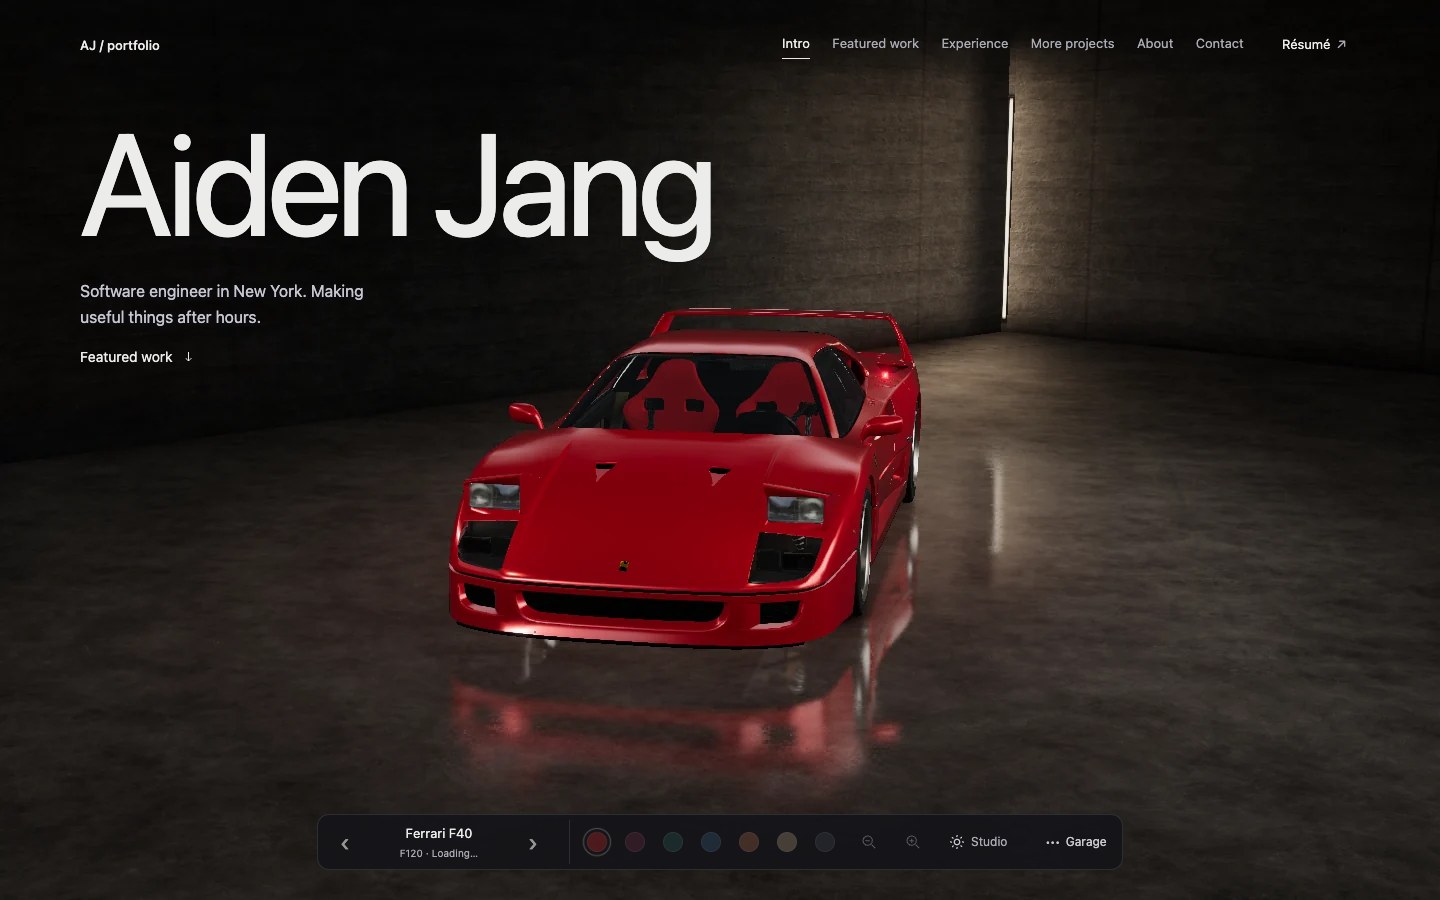 AJ / portfolio
Intro
Featured work
Experience
More projects
About
Contact
Résumé ↗
Aiden Jang
Software engineer in New York. Making
useful things after hours.
Featured work ↓
Ferrari F40
F120 · Loading...
Studio
Garage